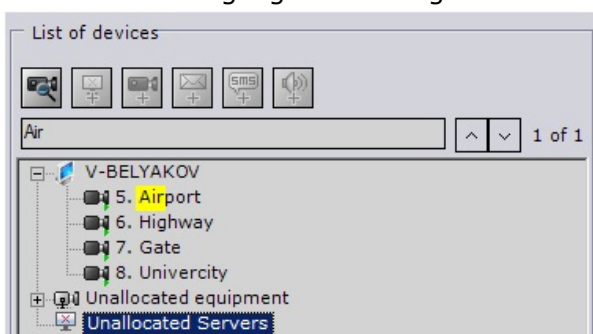 List of devices
sms
Air
1 of 1
V-BELYAKOV
5. Airport
6. Highway
7. Gate
8. Univercity
Unallocated equipment
Unallocated Servers